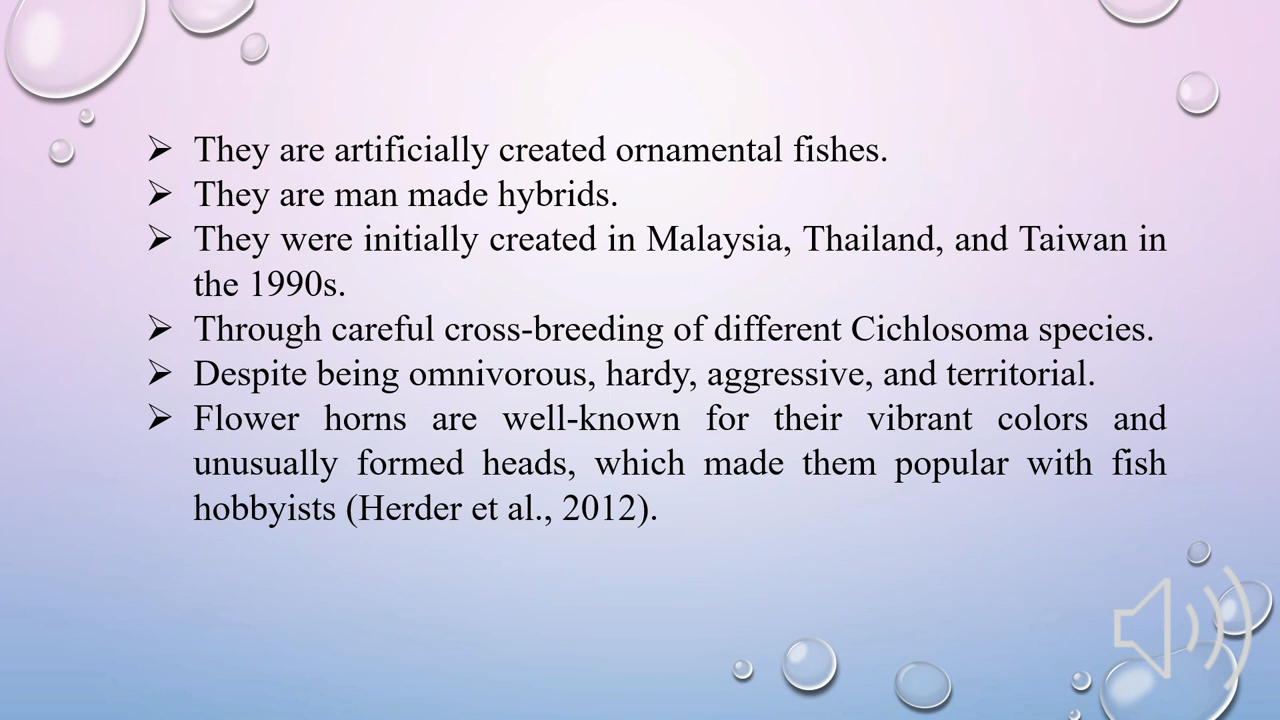 ➢ They are artificially created ornamental fishes.
➢ They are man made hybrids.
➢ They were initially created in Malaysia, Thailand, and Taiwan in
the 1990s.
➢ Through careful cross-breeding of different Cichlosoma species.
➢ Despite being omnivorous, hardy, aggressive, and territorial.
➢ Flower horns are well-known for their vibrant colors and
unusually formed heads, which made them popular with fish
hobbyists (Herder et al., 2012).